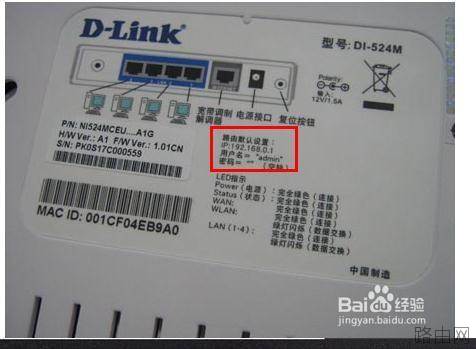 D-Link
型号: DI-524M
Polarity:
输入:
12V/1.5A
宽带调制解调器 电源接口 复位按钮
P/N: NI524MCEU....A1G
H/W Ver.: A1 F/W Ver.: 1.01CN
S/N: PK0S17C000559
MAC ID: 001CF04EB9A0
路由默认设置:
IP:192.168.0.1
用户名= "admin"
密码= "" (空缺)
LED指示
Power (电源): 完全绿色 (连接)
Status (状态): 完全绿色 (连接)
WAN: 完全绿色 (连接)
WLAN: 完全绿色 (连接)
绿灯闪烁 (数据交换)
LAN (1-4): 完全绿色 (连接)
绿灯闪烁 (数据交换)
中国制造
Baidu经验
jingyan.baidu.com
路由网